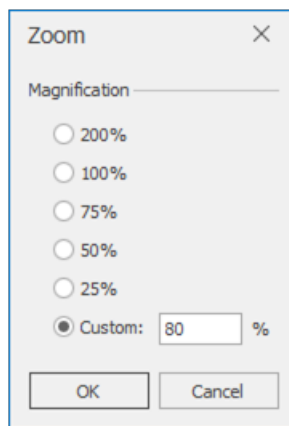 Zoom
Magnification
200%
100%
75%
50%
25%
Custom: 80 %
OK Cancel